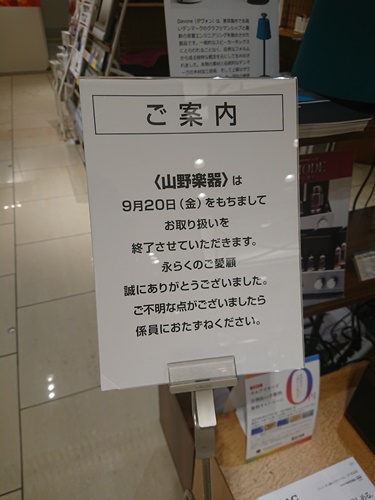 ご案内
〈山野楽器〉は
9月20日(金)をもちまして
お取り扱いを
終了させていただきます。
永らくのご愛顧
誠にありがとうございました。
ご不明な点がございましたら
係員におたずねください。
0